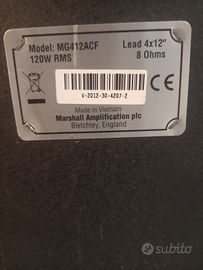 Model: MG412ACF Lead 4x12"
120W RMS 8 Ohms
V-2012-30-4207-Z
Made in Vietnam
Marshall Amplification plc
Bletchley, England
subito